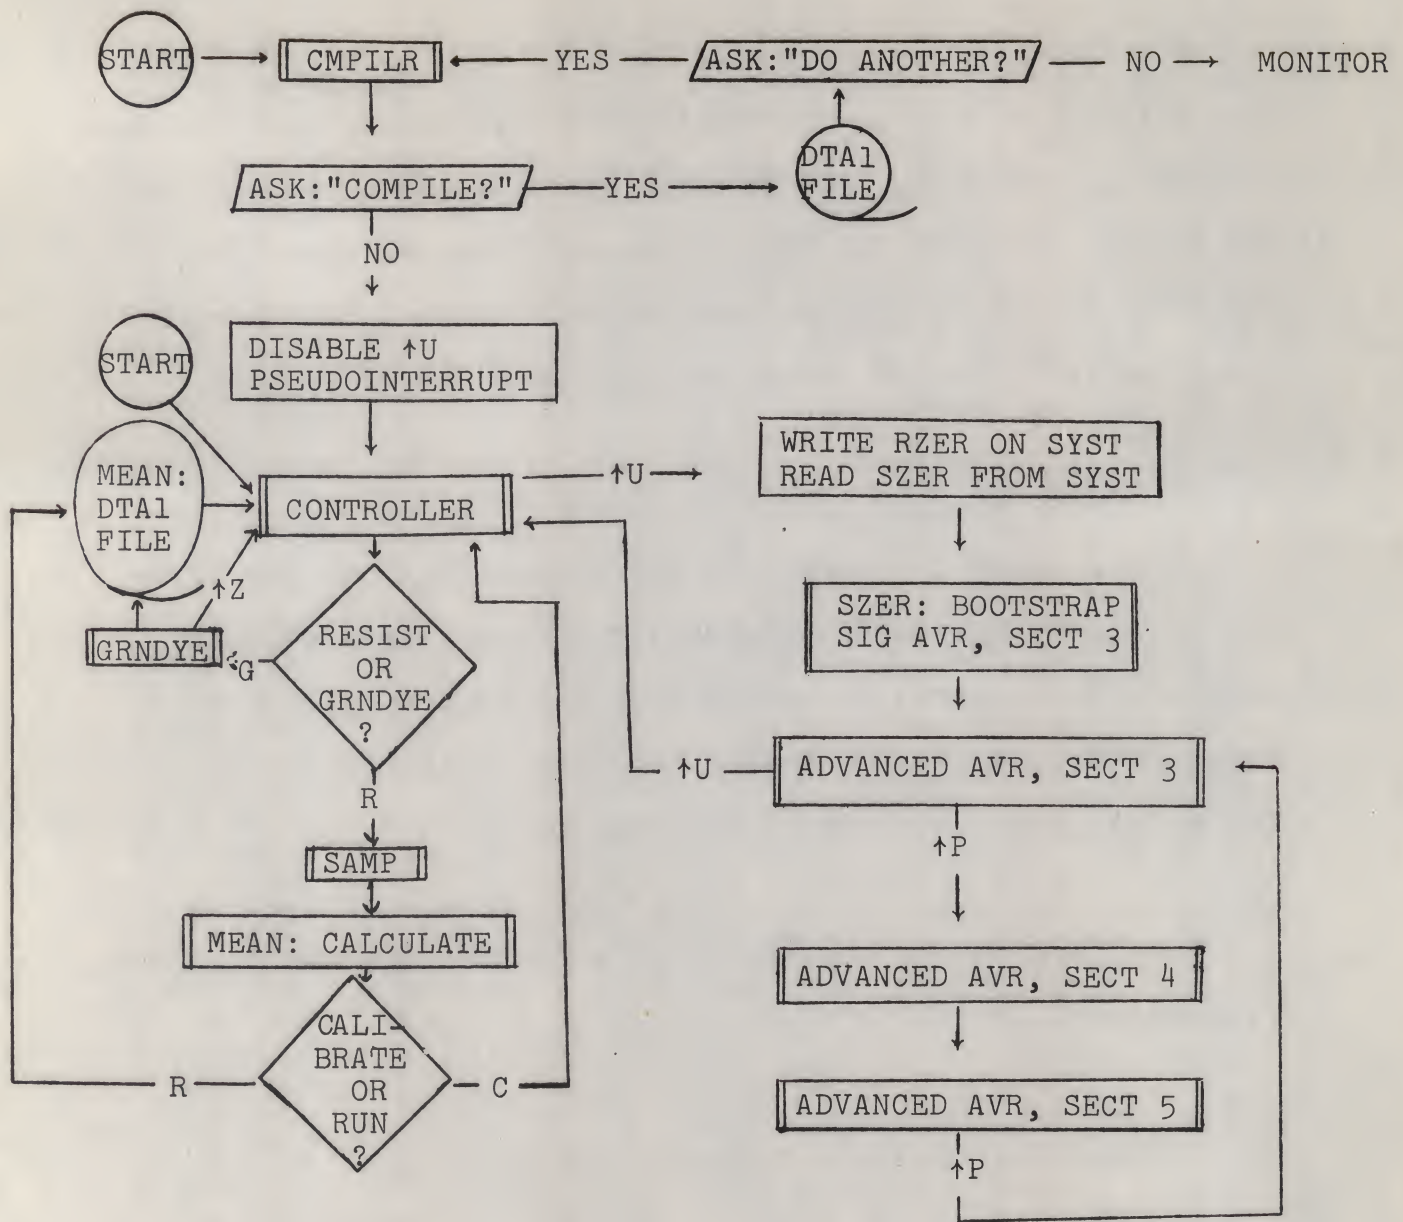 START
CMPILR
YES
ASK:"DO ANOTHER?"
NO
MONITOR
DTA1
FILE
ASK:"COMPILE?"
YES
NO
START
DISABLE ↑U
PSEUDOINTERRUPT
MEAN:
DTA1
FILE
CONTROLLER
↑U
WRITE RZER ON SYST
READ SZER FROM SYST
↑Z
GRNDYE
G
RESIST
OR
GRNDYE
?
SZER: BOOTSTRAP
SIG AVR, SECT 3
↑U
ADVANCED AVR, SECT 3
R
↑P
SAMP
MEAN: CALCULATE
ADVANCED AVR, SECT 4
CALI-
BRATE
OR
RUN
?
R
C
ADVANCED AVR, SECT 5
↑P